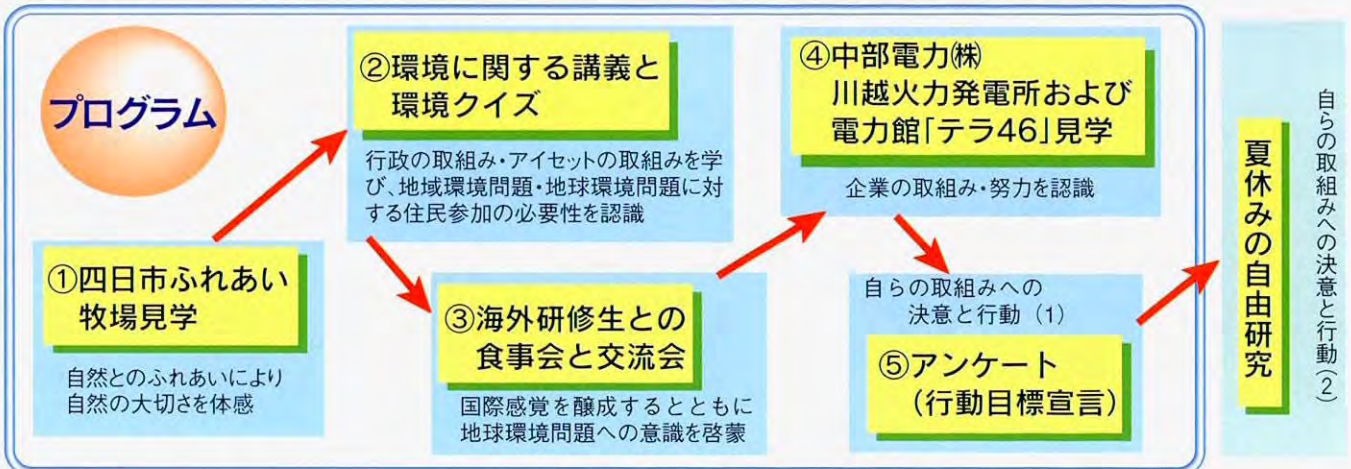 プログラム
①四日市ふれあい
牧場見学
自然とのふれあいにより
自然の大切さを体感
②環境に関する講義と
環境クイズ
行政の取組み・アイセットの取組みを学
び、地域環境問題・地球環境問題に対
する住民参加の必要性を認識
③海外研修生との
食事会と交流会
国際感覚を醸成するとともに
地球環境問題への意識を啓蒙
④中部電力㈱
川越火力発電所および
電力館「テラ46」見学
企業の取組み・努力を認識
自らの取組みへの
決意と行動（1）
⑤アンケート
（行動目標宣言）
自らの取組みへの決意と行動（2）
夏休みの自由研究